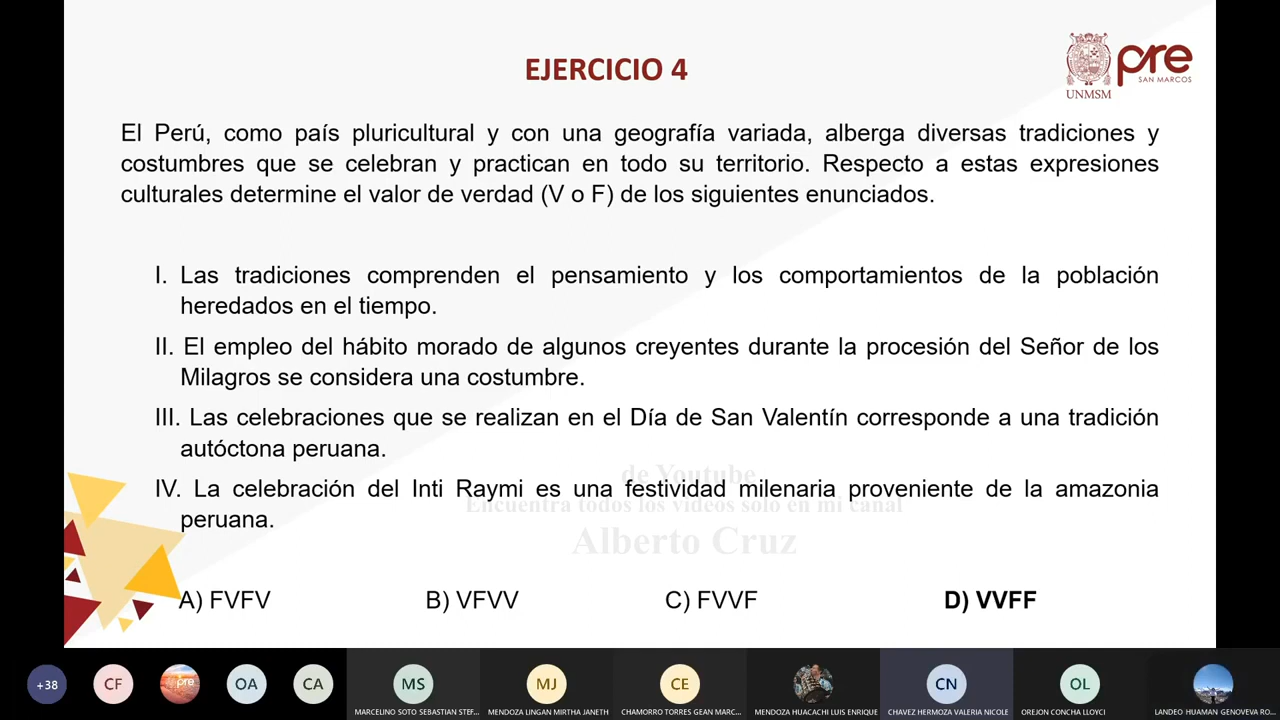 EJERCICIO 4
UNMSM
pre
SAN MARCOS
El Perú, como país pluricultural y con una geografía variada, alberga diversas tradiciones y
costumbres que se celebran y practican en todo su territorio. Respecto a estas expresiones
culturales determine el valor de verdad (V o F) de los siguientes enunciados.
I. Las tradiciones comprenden el pensamiento y los comportamientos de la población
heredados en el tiempo.
II. El empleo del hábito morado de algunos creyentes durante la procesión del Señor de los
Milagros se considera una costumbre.
III. Las celebraciones que se realizan en el Día de San Valentín corresponde a una tradición
autóctona peruana.
IV. La celebración del Inti Raymi es una festividad milenaria proveniente de la amazonia
peruana.
de Youtube
Encuentra todos los videos solo en mi canal
Alberto Cruz
A) FVFV B) VFVV C) FVVF D) VVFF
+38 CF pre OA CA MS MJ CE CN OL
MARCELINO SOTO SEBASTIAN STEF... MENDOZA LINGAN MIRTHA JANETH CHAMORRO TORRES GEAN MARC... MENDOZA HUACACHI LUIS ENRIQUE CHAVEZ HERMOZA VALERIA NICOLE OREJON CONCHA LLOYCI LANDEO HUAMAN GENOVEVA RO...